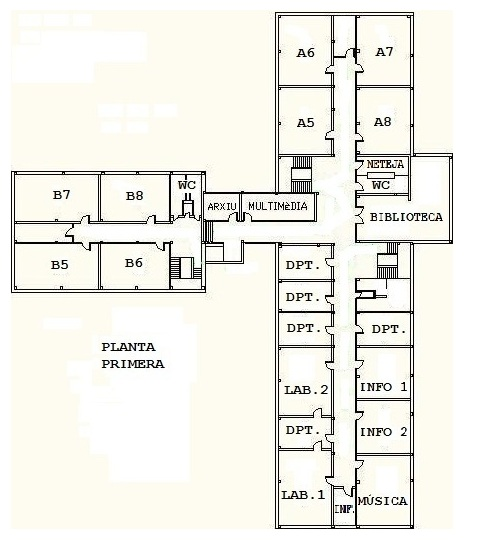 A6 A7
A5 A8
NETEJA
WC
WC
B7 B8
ARXIU MULTIMèDIA
BIBLIOTECA
B5 B6
DPT.
DPT.
DPT. DPT.
PLANTA
PRIMERA
LAB.2 INFO 1
DPT. INFO 2
LAB.1 INF. MÚSICA